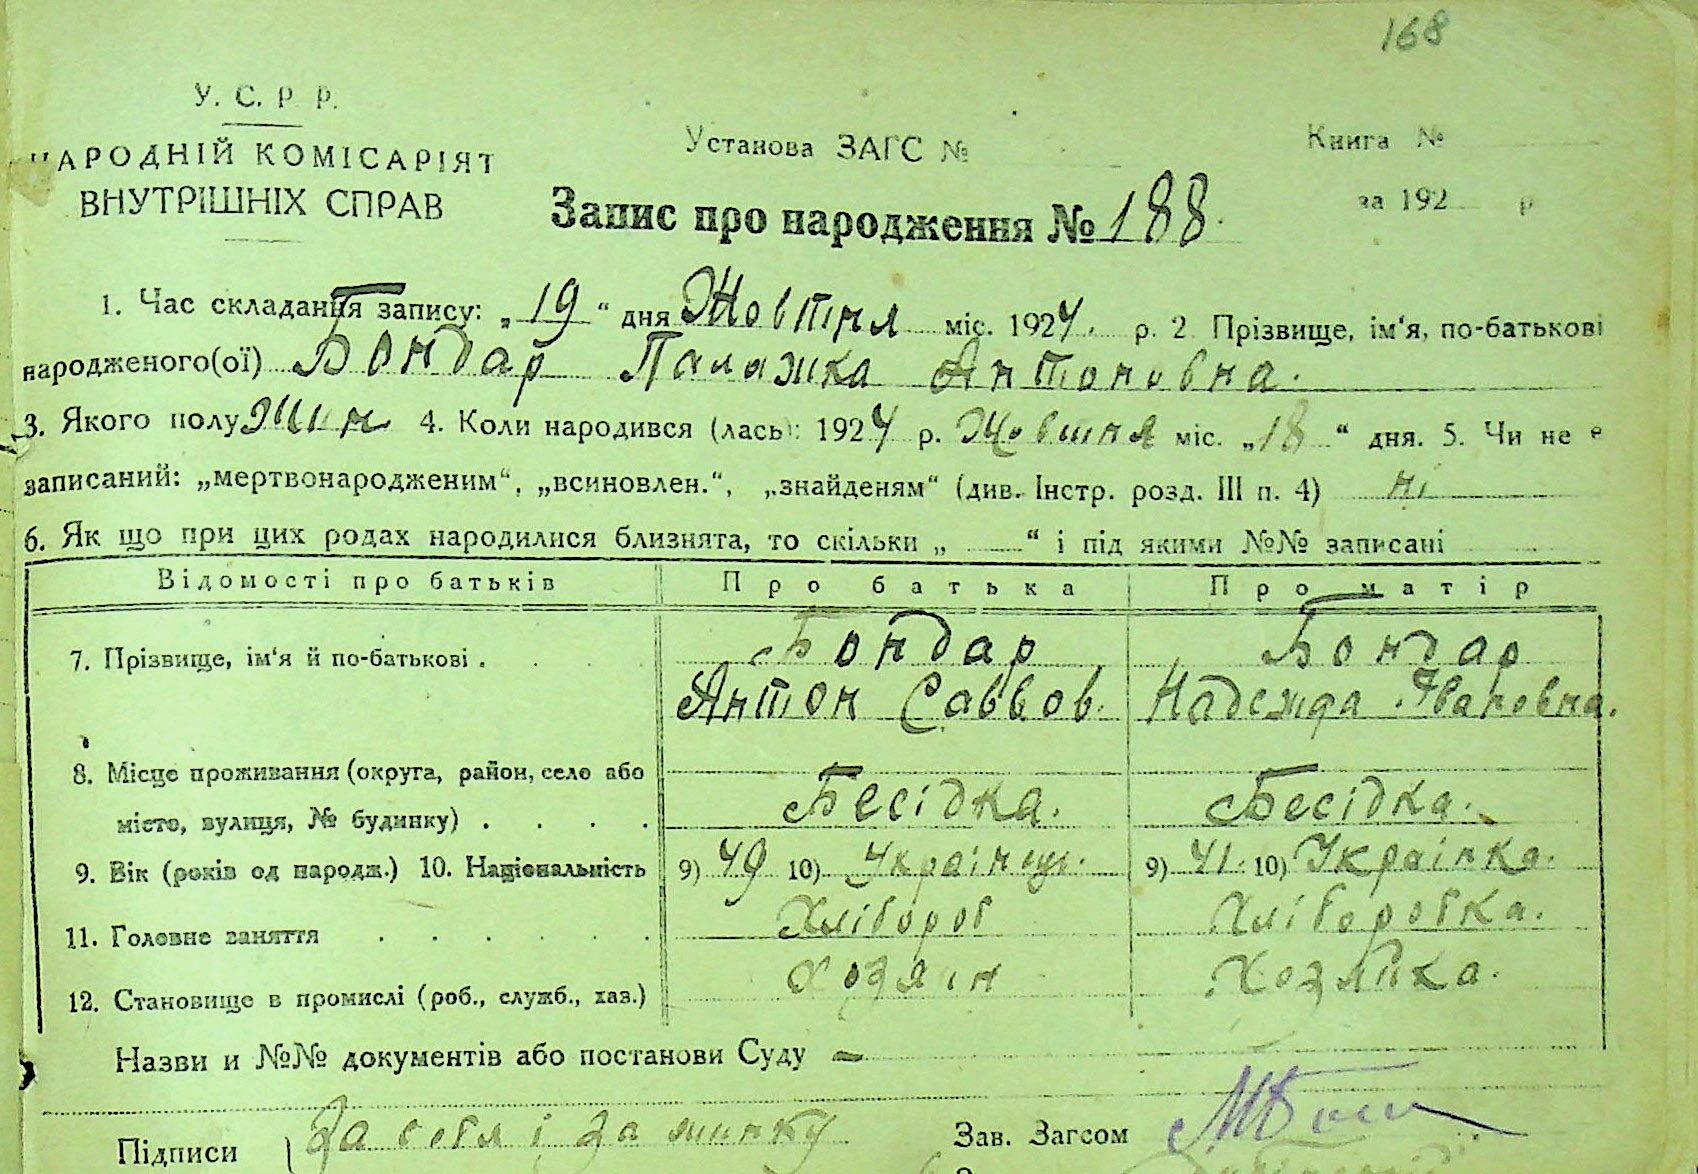 168
У. С. Р Р.
НАРОДНІЙ КОМІСАРІЯТ
ВНУТРІШНІХ СПРАВ
Установа ЗАГС №
Книга №
за 192 р
Запис про народження № 188.
1. Час складання запису: „ 19 “ дня Жовтня міс. 1924. р. 2 Прізвище, ім'я, по-батькові
народженого(ої) Бондар Палажка Антоновна.
3. Якого полу жин 4. Коли народився (лась): 1924 р. Жовтня міс. „ 18 “ дня. 5. Чи не є
записаний: „мертвонародженим“, „всиновлен.“, „знайденям“ (див. Інстр. розд. III п. 4) ні
6. Як що при цих родах народилися близнята, то скільки „ — “ і під якими №№ записані
Відомості про батьків Про батька Про матір
7. Прізвище, ім'я й по-батькові . Бондар Бондар
Антон Саввов. Надежда Івановна.
8. Місце проживання (округа, район, село або
місто, вулиця, № будинку) . . . . Бесідка. Бесідка.
9. Вік (років од народж.) 10. Національність 9) 49 10) Українец. 9) 41. 10) Українка.
11. Головне заняття . . . . . . Хлібороб Хлібборобка.
12. Становище в промислі (роб., служб., хаз.) Хозяін Хозяйка.
Назви и №№ документів або постанови Суду —
Підписи За себя і за жинку Зав. Загсом